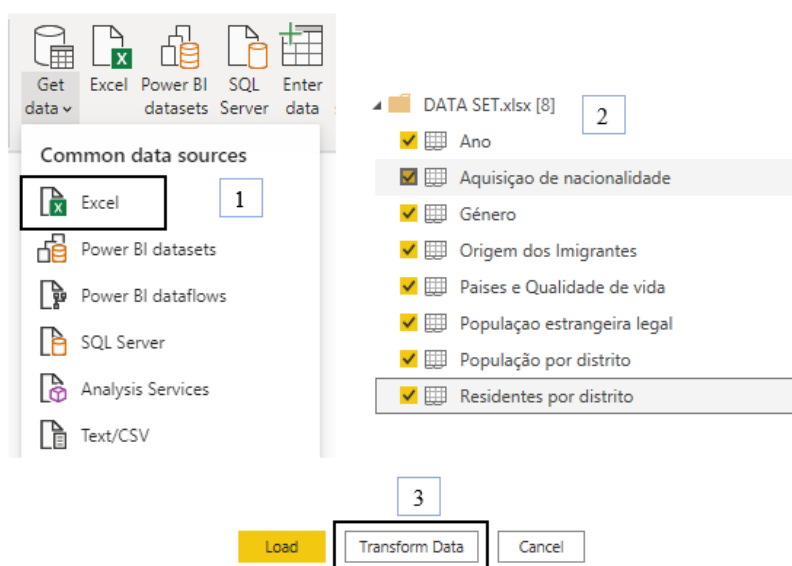 Get data
Excel
Power BI datasets
SQL Server
Enter data
Common data sources
Excel
1
Power BI datasets
Power BI dataflows
SQL Server
Analysis Services
Text/CSV
DATA SET.xlsx [8]
2
Ano
Aquisiçao de nacionalidade
Género
Origem dos Imigrantes
Paises e Qualidade de vida
Populaçao estrangeira legal
População por distrito
Residentes por distrito
3
Load
Transform Data
Cancel